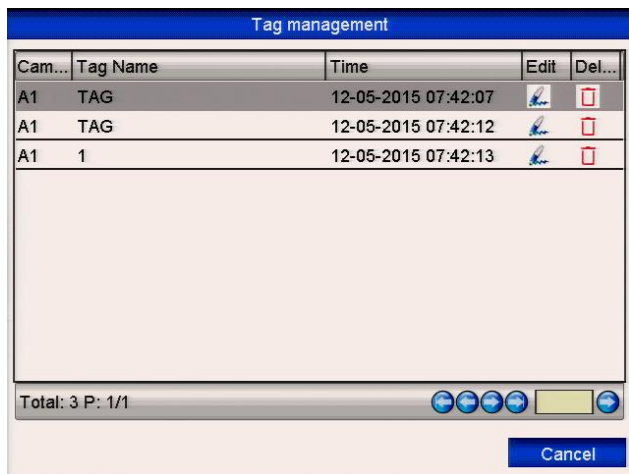 Tag management
Cam... Tag Name Time Edit Del...
A1 TAG 12-05-2015 07:42:07
A1 TAG 12-05-2015 07:42:12
A1 1 12-05-2015 07:42:13
Total: 3 P: 1/1
Cancel